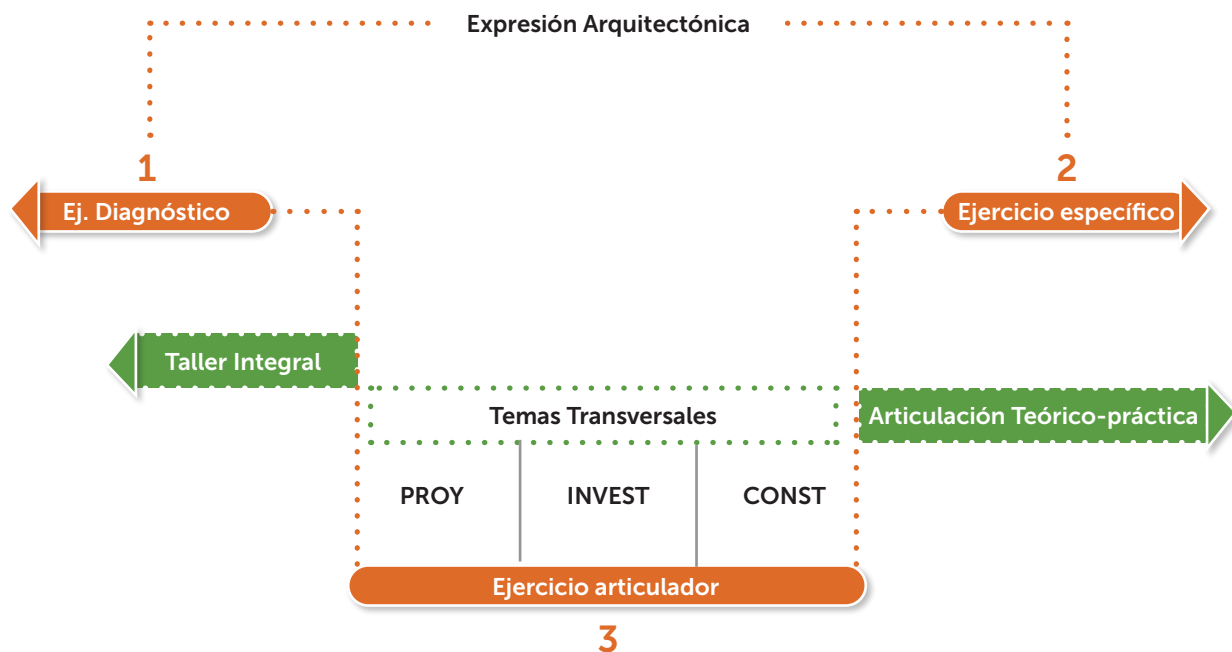 Expresión Arquitectónica
1
2
Ej. Diagnóstico
Ejercicio específico
Taller Integral
Temas Transversales
Articulación Teórico-práctica
PROY
INVEST
CONST
Ejercicio articulador
3